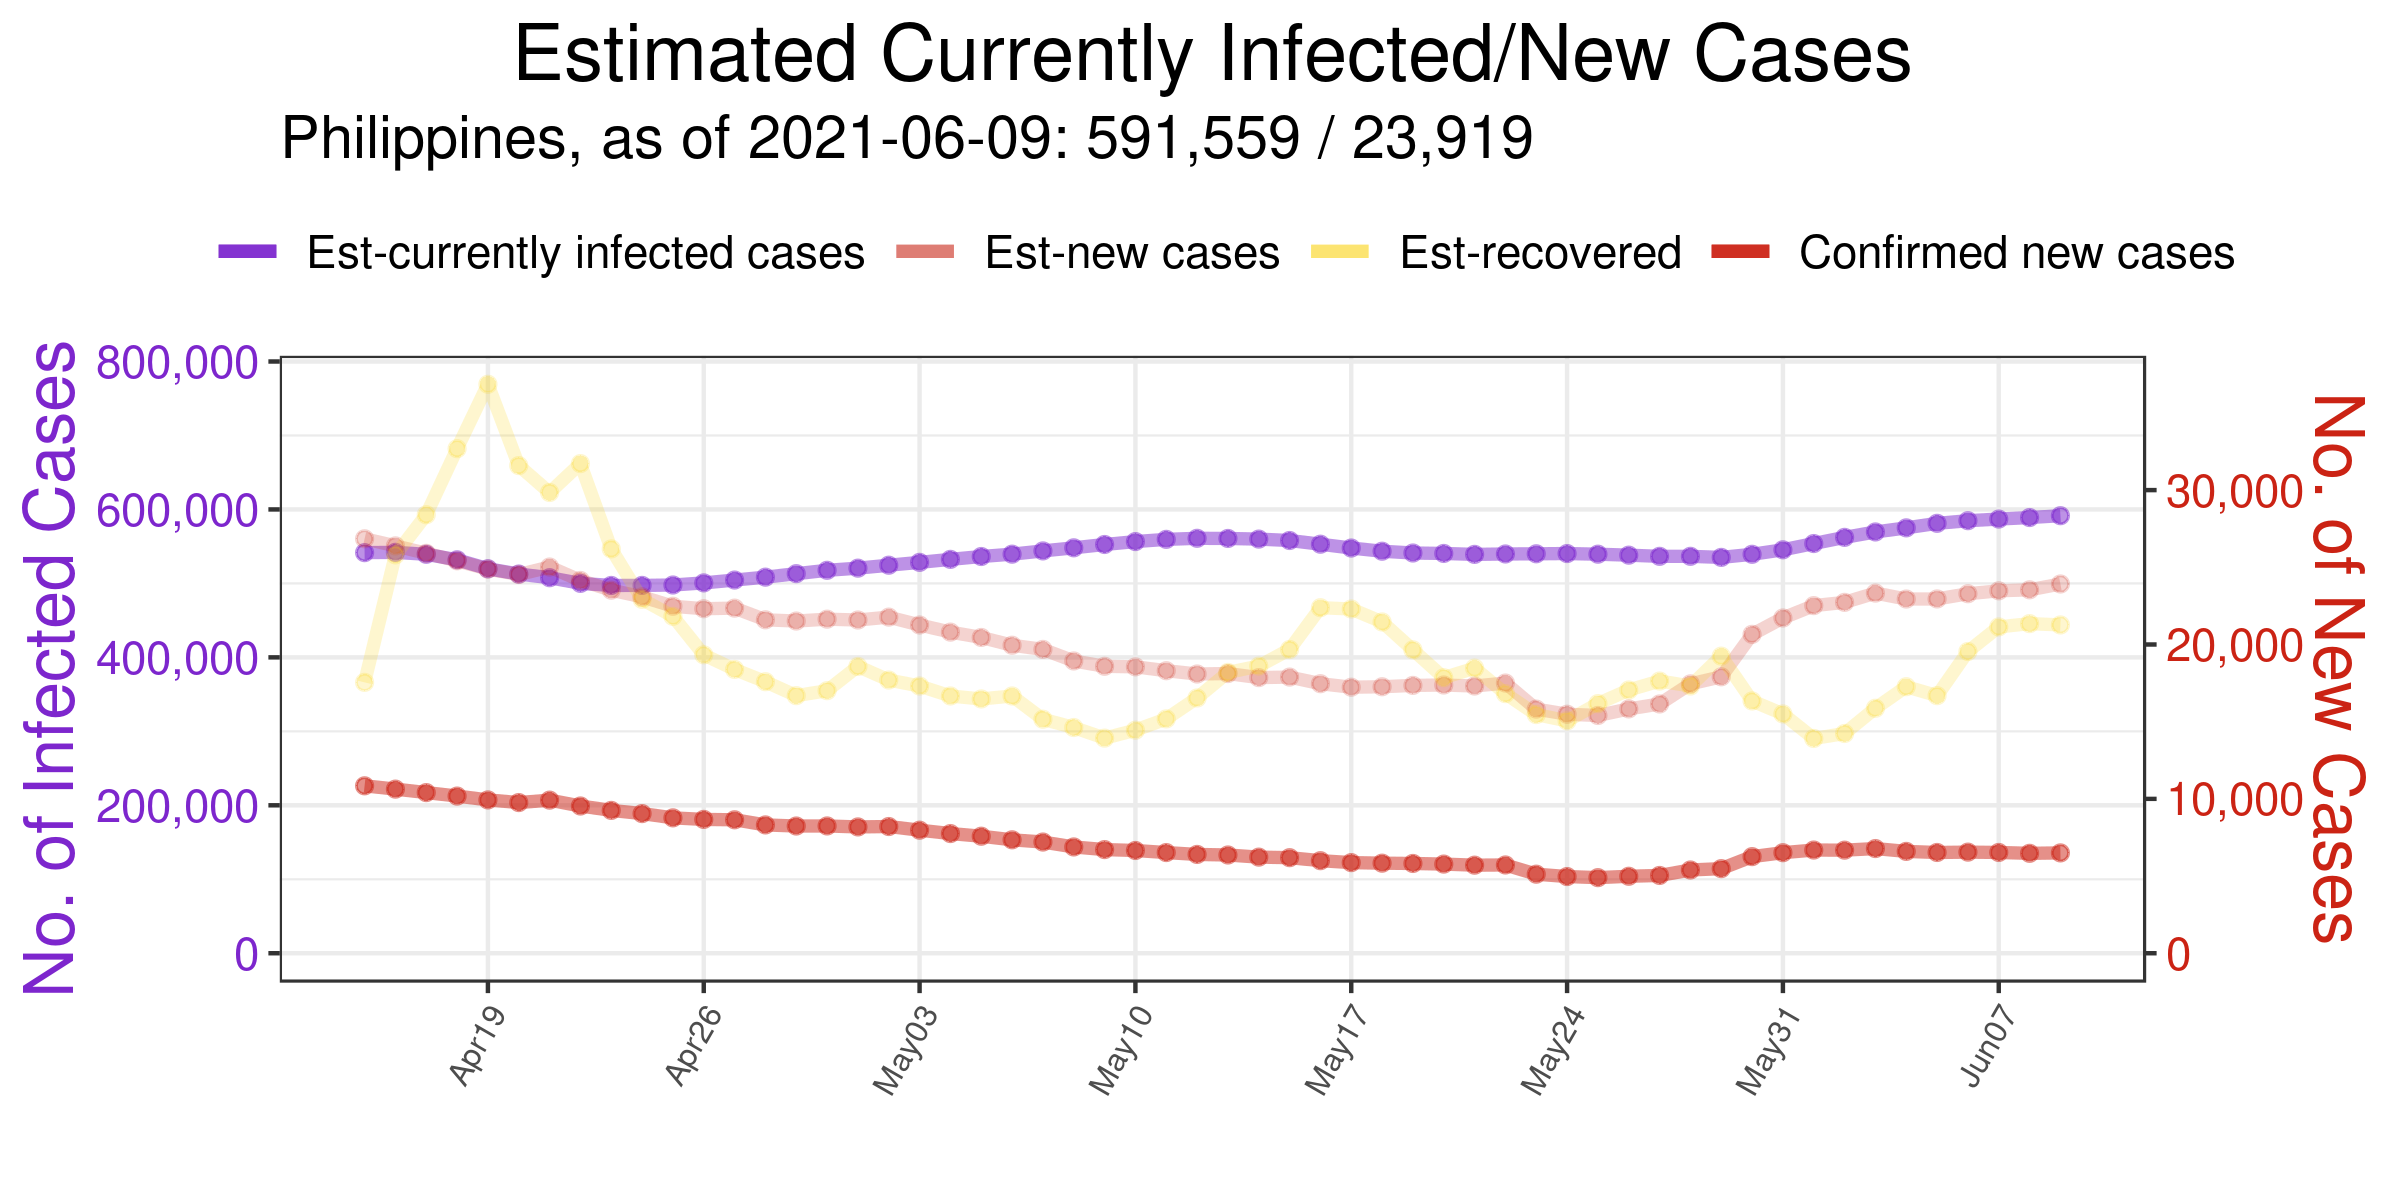 Estimated Currently Infected/New Cases
Philippines, as of 2021-06-09: 591,559 / 23,919
Est-currently infected cases Est-new cases Est-recovered Confirmed new cases
No. of Infected Cases
800,000
600,000
400,000
200,000
0
30,000
20,000
10,000
0
No. of New Cases
Apr19 Apr26 May03 May10 May17 May24 May31 Jun07